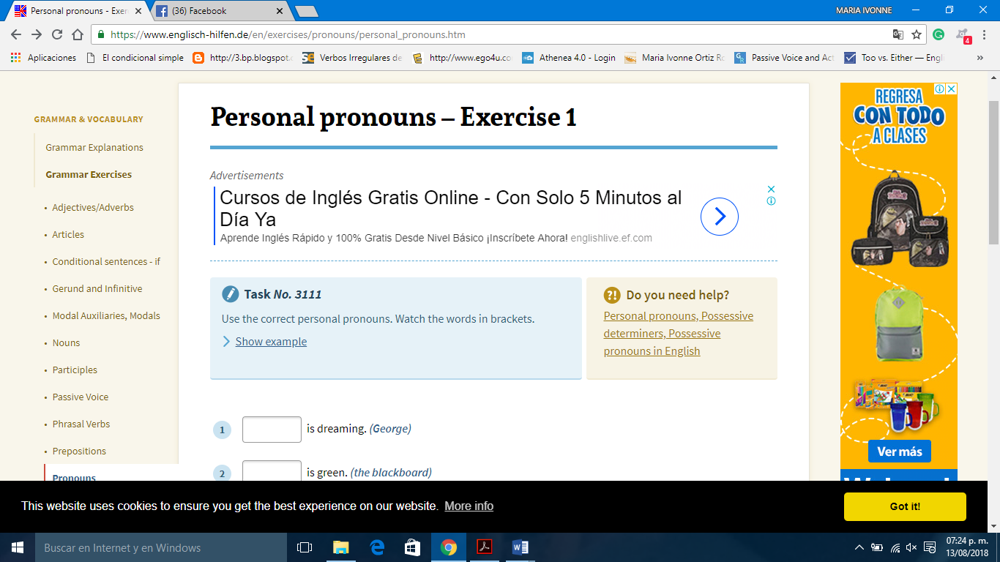 Personal pronouns - Exer
(36) Facebook
MARIA IVONNE
https://www.englisch-hilfen.de/en/exercises/pronouns/personal_pronouns.htm
4
Aplicaciones
El condicional simple
http://3.bp.blogspot.
Verbos Irregulares de
http://www.ego4u.co
Athenea 4.0 - Login
Maria Ivonne Ortiz Ro
Passive Voice and Act
Too vs. Either — Engl
»
GRAMMAR & VOCABULARY
Grammar Explanations
Grammar Exercises
• Adjectives/Adverbs
• Articles
• Conditional sentences - if
• Gerund and Infinitive
• Modal Auxiliaries, Modals
• Nouns
• Participles
• Passive Voice
• Phrasal Verbs
• Prepositions
Pronouns
Personal pronouns – Exercise 1
Advertisements
Cursos de Inglés Gratis Online - Con Solo 5 Minutos al
Día Ya
Aprende Inglés Rápido y 100% Gratis Desde Nivel Básico ¡Inscríbete Ahora! englishlive.ef.com
Task No. 3111
Use the correct personal pronouns. Watch the words in brackets.
Show example
?! Do you need help?
Personal pronouns, Possessive
determiners, Possessive
pronouns in English
1 is dreaming. (George)
2 is green. (the blackboard)
REGRESA
CON TODO
A CLASES
BIC
Ver más
This website uses cookies to ensure you get the best experience on our website. More info
Got it!
Buscar en Internet y en Windows
07:24 p. m.
13/08/2018